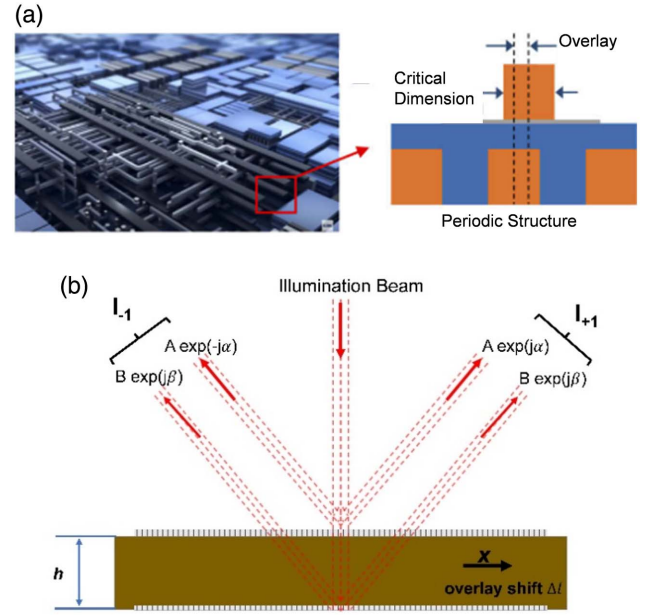 (a)
Overlay
Critical
Dimension
Periodic Structure
(b)
Illumination Beam
I-1
I+1
A exp(-jα)
A exp(jα)
B exp(jβ)
B exp(jβ)
h
X
overlay shift Δl